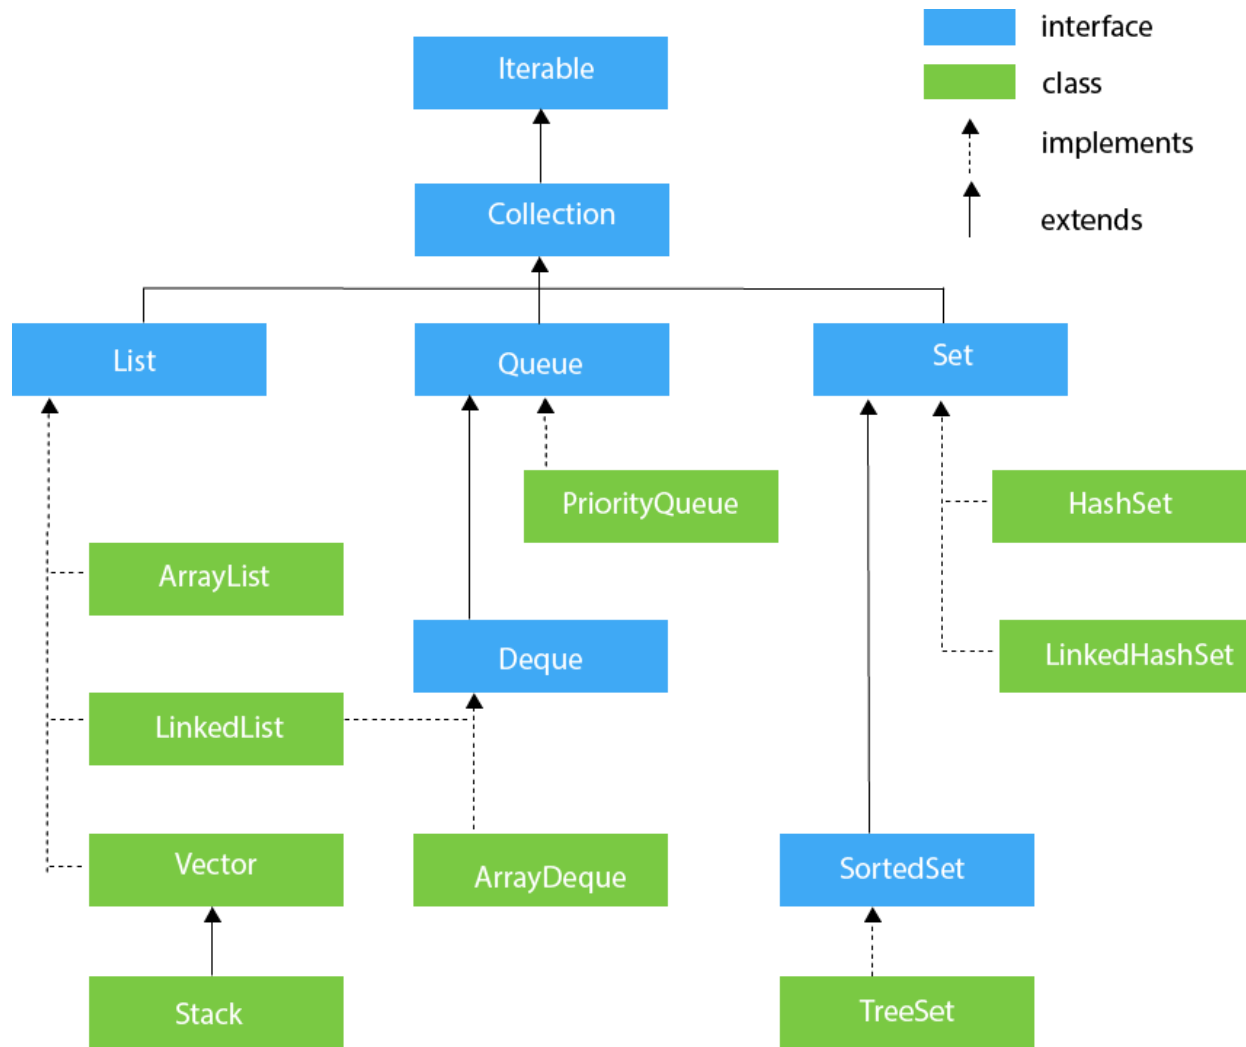 interface
class
implements
extends
Iterable
Collection
List
Queue
Set
PriorityQueue
HashSet
ArrayList
Deque
LinkedHashSet
LinkedList
Vector
ArrayDeque
SortedSet
Stack
TreeSet